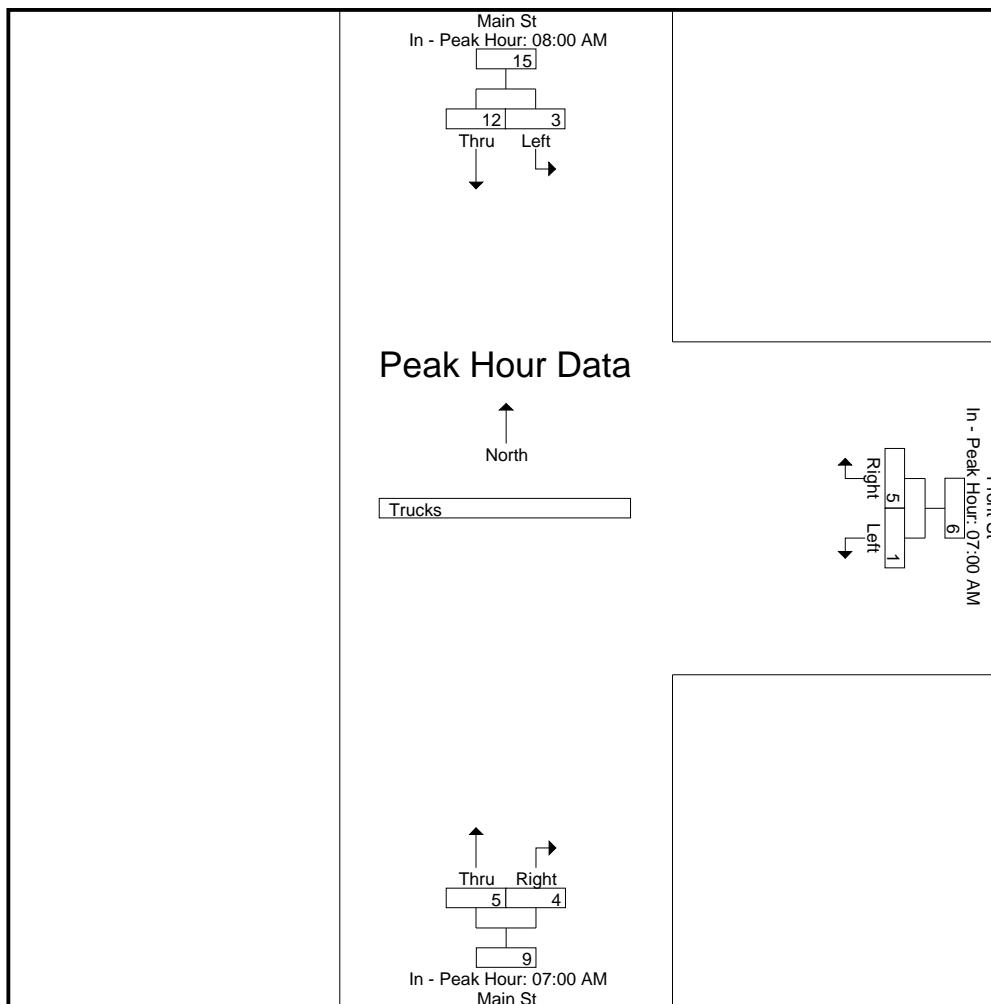 Main St
In - Peak Hour: 08:00 AM
15
12 3
Thru Left
Peak Hour Data
North
Trucks
In - Peak Hour: 07:00 AM
6
5 1
Right Left
Thru Right
5 4
9
In - Peak Hour: 07:00 AM
Main St